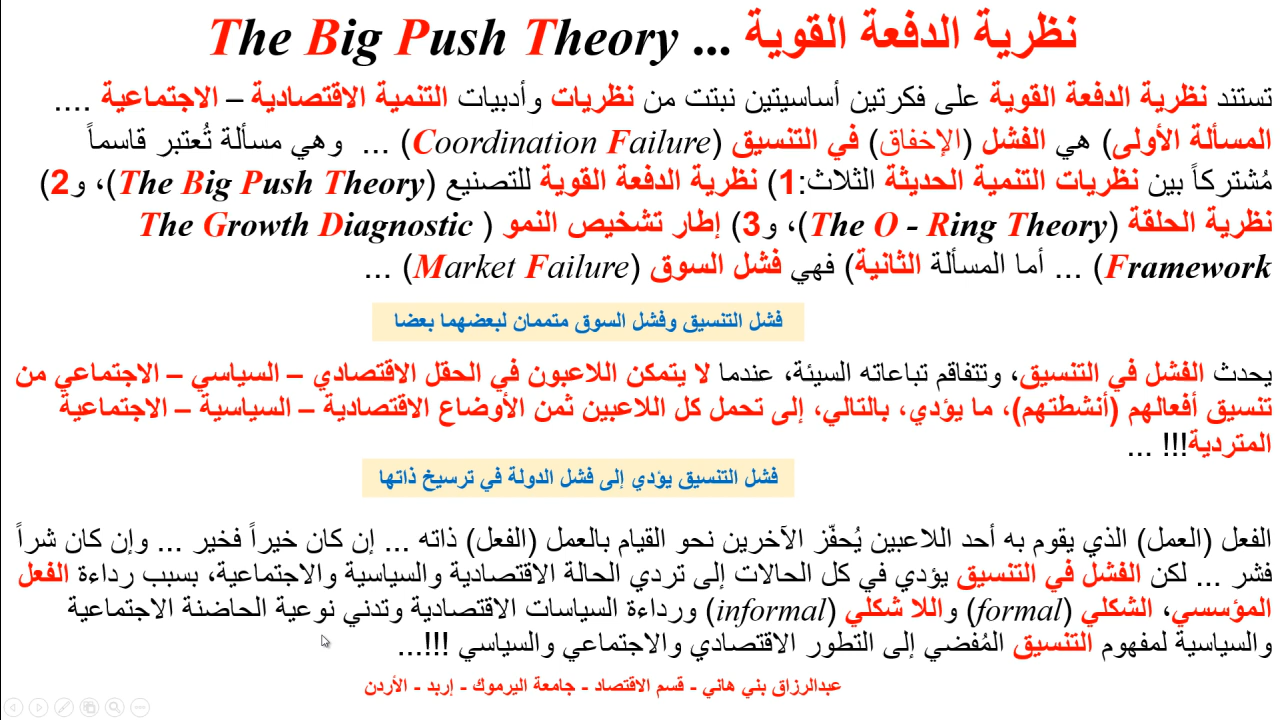 نظرية الدفعة القوية ... The Big Push Theory
تستند نظرية الدفعة القوية على فكرتين أساسيتين نبتت من نظريات وأدبيات التنمية الاقتصادية – الاجتماعية ....
المسألة الأولى) هي الفشل (الإخفاق) في التنسيق (Coordination Failure) ... وهي مسألة تُعتبر قاسماً
مُشتركاً بين نظريات التنمية الحديثة الثلاث:1) نظرية الدفعة القوية للتصنيع (The Big Push Theory)، و2)
نظرية الحلقة (The O - Ring Theory)، و3) إطار تشخيص النمو ( The Growth Diagnostic
Framework) ... أما المسألة الثانية) فهي فشل السوق (Market Failure) ...
فشل التنسيق وفشل السوق متممان لبعضهما بعضا
يحدث الفشل في التنسيق، وتتفاقم تباعاته السيئة، عندما لا يتمكن اللاعبون في الحقل الاقتصادي – السياسي – الاجتماعي من
تنسيق أفعالهم (أنشطتهم)، ما يؤدي، بالتالي، إلى تحمل كل اللاعبين ثمن الأوضاع الاقتصادية – السياسية – الاجتماعية
المتردية!!! ...
فشل التنسيق يؤدي إلى فشل الدولة في ترسيخ ذاتها
الفعل (العمل) الذي يقوم به أحد اللاعبين يُحفّز الآخرين نحو القيام بالعمل (الفعل) ذاته ... إن كان خيراً فخير ... وإن كان شراً
فشر ... لكن الفشل في التنسيق يؤدي في كل الحالات إلى تردي الحالة الاقتصادية والسياسية والاجتماعية، بسبب رداءة الفعل
المؤسسي، الشكلي (formal) واللا شكلي (informal) ورداءة السياسات الاقتصادية وتدني نوعية الحاضنة الاجتماعية
والسياسية لمفهوم التنسيق المُفضي إلى التطور الاقتصادي والاجتماعي والسياسي !!!...
عبدالرزاق بني هاني - قسم الاقتصاد - جامعة اليرموك - إربد - الأردن